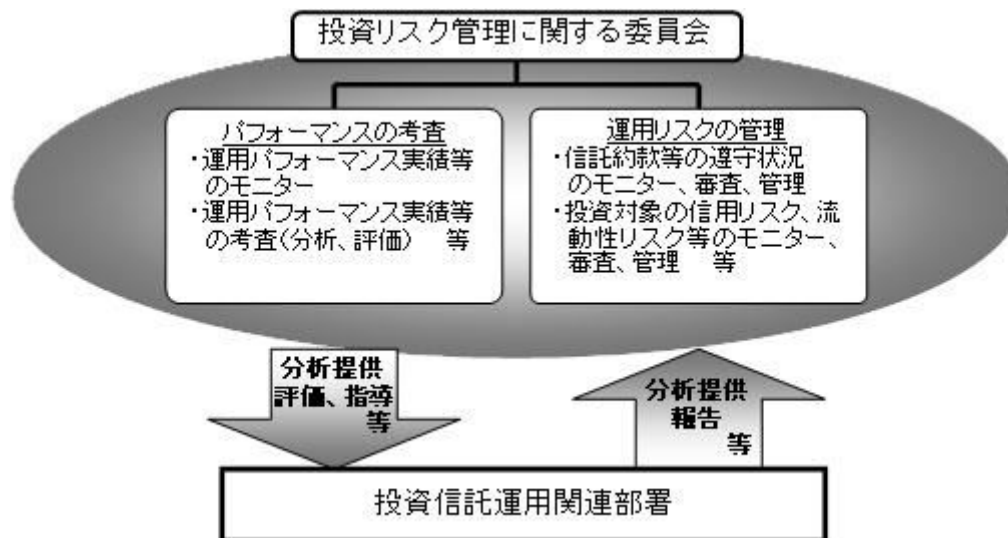 投資リスク管理に関する委員会
パフォーマンスの考査
・運用パフォーマンス実績等
のモニター
・運用パフォーマンス実績等
の考査(分析、評価) 等
運用リスクの管理
・信託約款等の遵守状況
のモニター、審査、管理
・投資対象の信用リスク、流
動性リスク等のモニター、
審査、管理 等
分析提供
評価、指導
等
分析提供
報告
等
投資信託運用関連部署